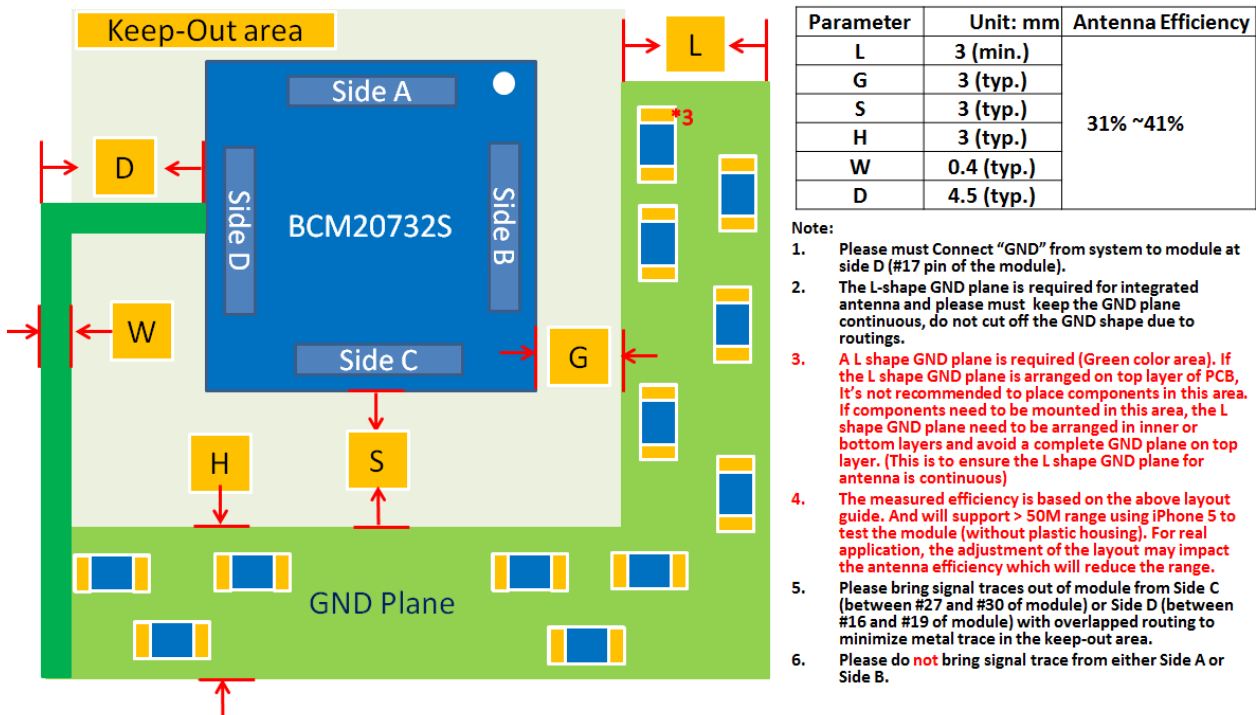 Keep-Out area
L
Side A
*3
D
Side D
BCM20732S
Side B
W
Side C
G
H
S
GND Plane
Parameter Unit: mm Antenna Efficiency
L 3 (min.)
G 3 (typ.)
S 3 (typ.)
31% ~41%
H 3 (typ.)
W 0.4 (typ.)
D 4.5 (typ.)
Note:
1. Please must Connect “GND” from system to module at
side D (#17 pin of the module).
2. The L-shape GND plane is required for integrated
antenna and please must keep the GND plane
continuous, do not cut off the GND shape due to
routings.
3. A L shape GND plane is required (Green color area). If
the L shape GND plane is arranged on top layer of PCB,
It’s not recommended to place components in this area.
If components need to be mounted in this area, the L
shape GND plane need to be arranged in inner or
bottom layers and avoid a complete GND plane on top
layer. (This is to ensure the L shape GND plane for
antenna is continuous)
4. The measured efficiency is based on the above layout
guide. And will support > 50M range using iPhone 5 to
test the module (without plastic housing). For real
application, the adjustment of the layout may impact
the antenna efficiency which will reduce the range.
5. Please bring signal traces out of module from Side C
(between #27 and #30 of module) or Side D (between
#16 and #19 of module) with overlapped routing to
minimize metal trace in the keep-out area.
6. Please do not bring signal trace from either Side A or
Side B.